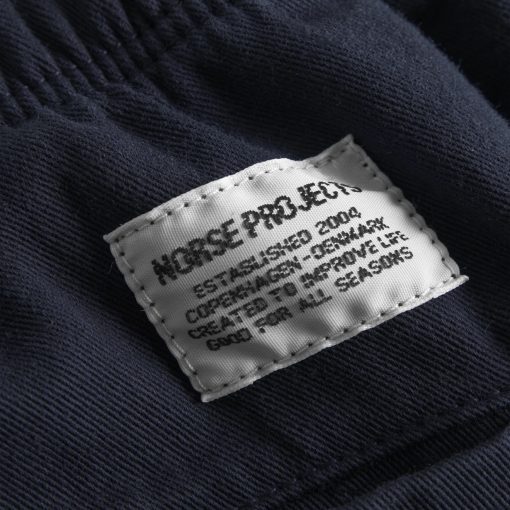 NORSE PROJECTS
ESTABLISHED 2004
COPENHAGEN-DENMARK
CREATED TO IMPROVE LIFE
GOOD FOR ALL SEASONS